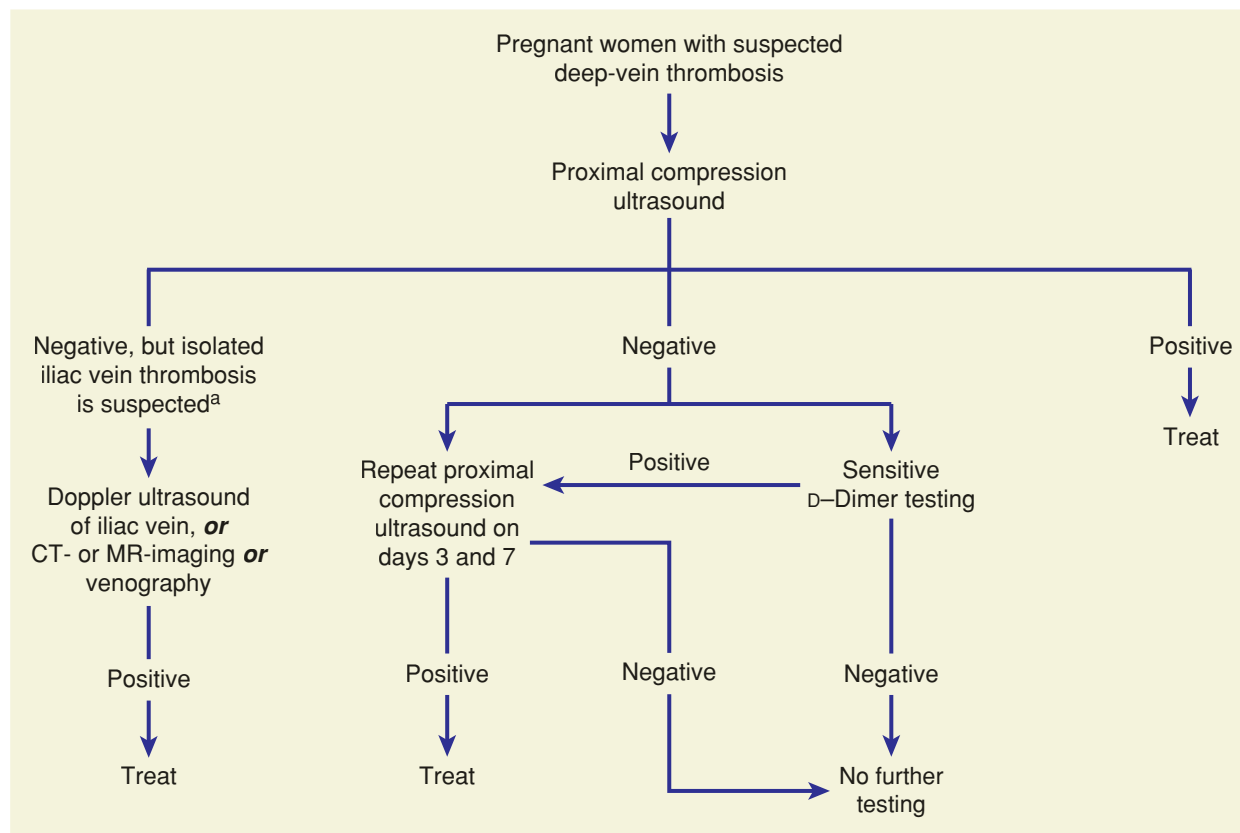 Pregnant women with suspected
deep-vein thrombosis
Proximal compression
ultrasound
Negative, but isolated
iliac vein thrombosis
is suspectedª
Negative
Positive
Treat
Doppler ultrasound
of iliac vein, or
CT- or MR-imaging or
venography
Repeat proximal
compression
ultrasound on
days 3 and 7
Positive
Sensitive
D–Dimer testing
Positive
Positive
Negative
Negative
Treat
Treat
No further
testing